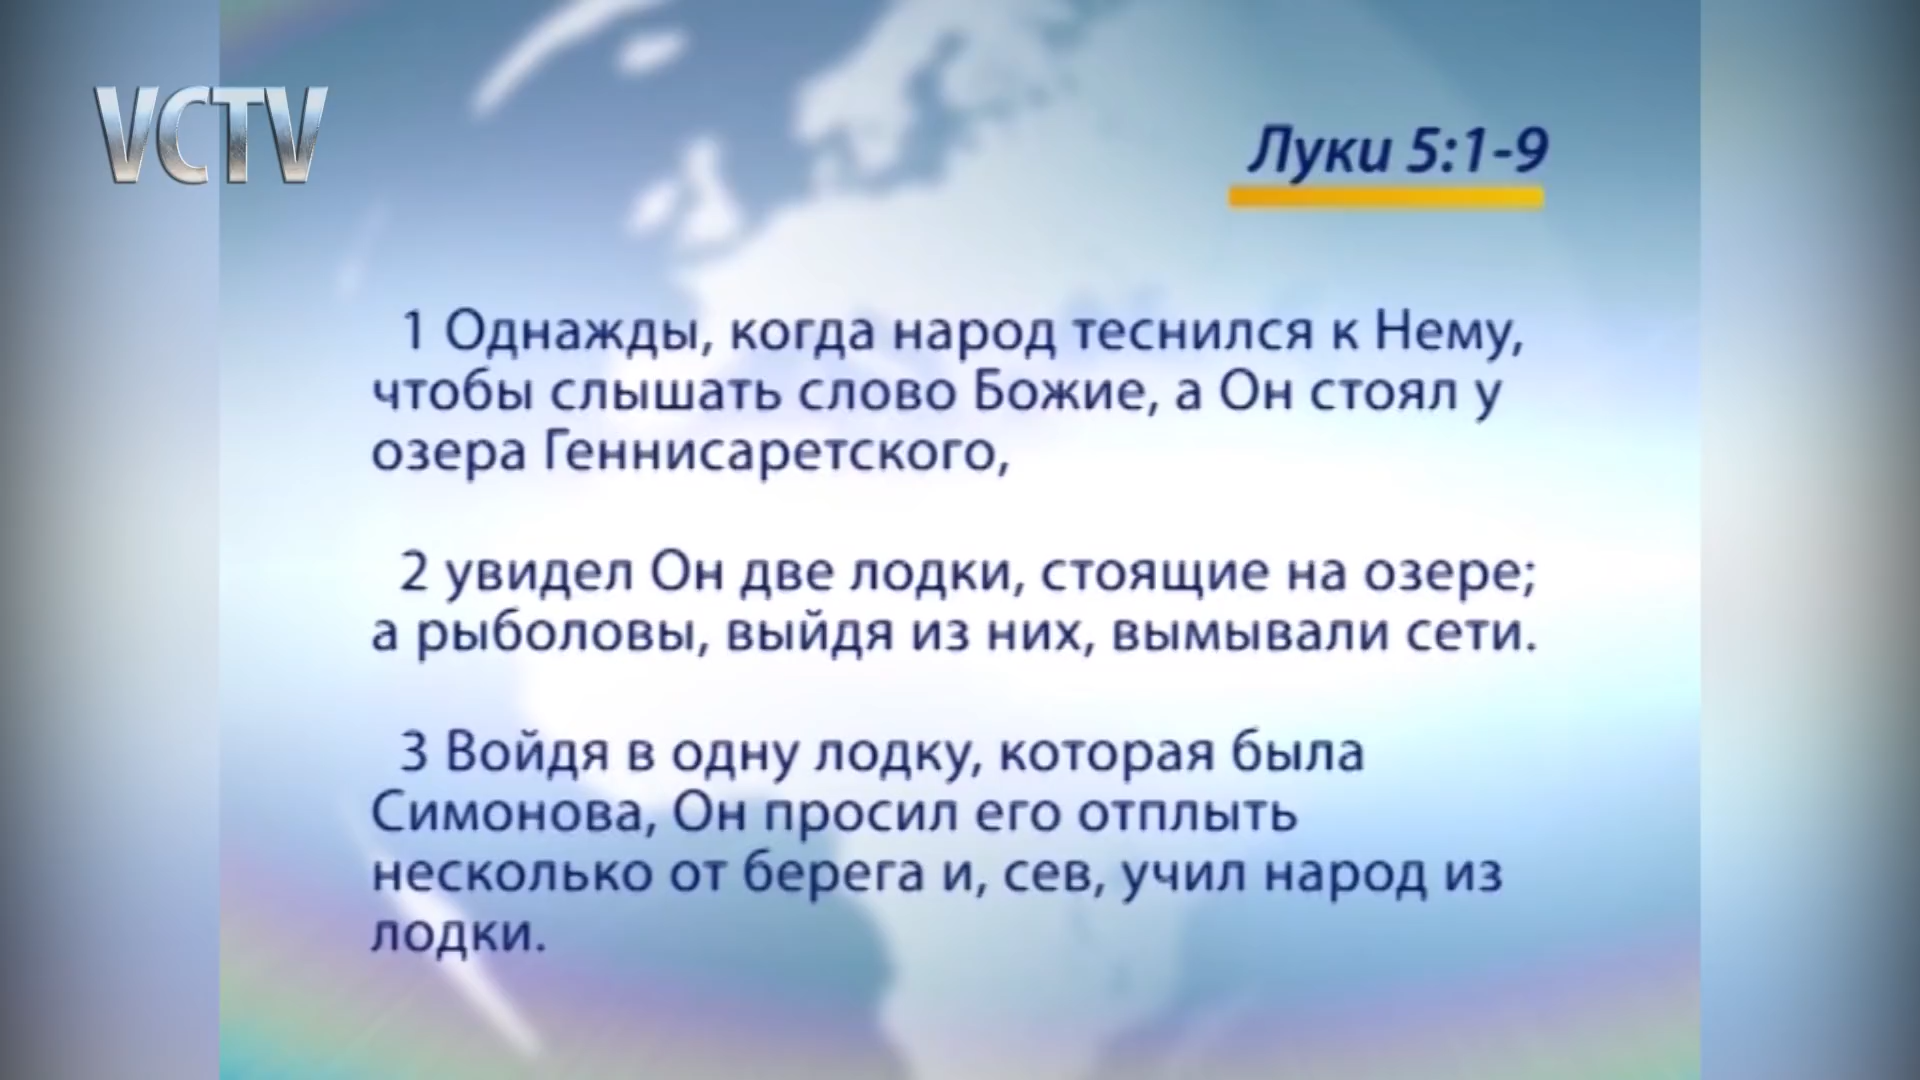 VCTV
Луки 5:1-9
1 Однажды, когда народ теснился к Нему,
чтобы слышать слово Божие, а Он стоял у
озера Геннисаретского,
2 увидел Он две лодки, стоящие на озере;
а рыболовы, выйдя из них, вымывали сети.
3 Войдя в одну лодку, которая была
Симонова, Он просил его отплыть
несколько от берега и, сев, учил народ из
лодки.